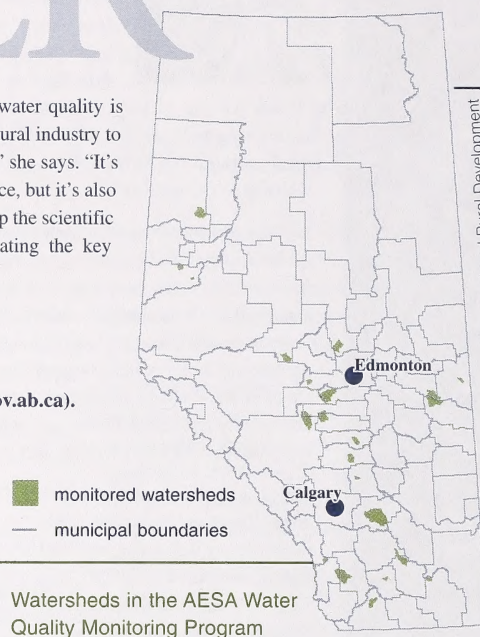 water quality is
ural industry to
” she says. “It’s
ce, but it’s also
p the scientific
ating the key
v.ab.ca).
Rural Development
Edmonton
Calgary
monitored watersheds
municipal boundaries
Watersheds in the AESA Water
Quality Monitoring Program